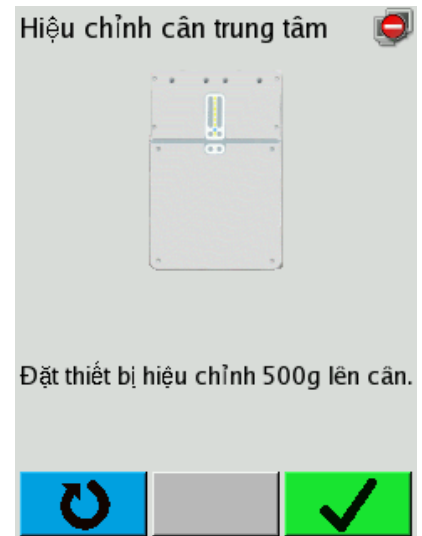 Hiệu chỉnh cân trung tâm
Đặt thiết bị hiệu chỉnh 500g lên cân.